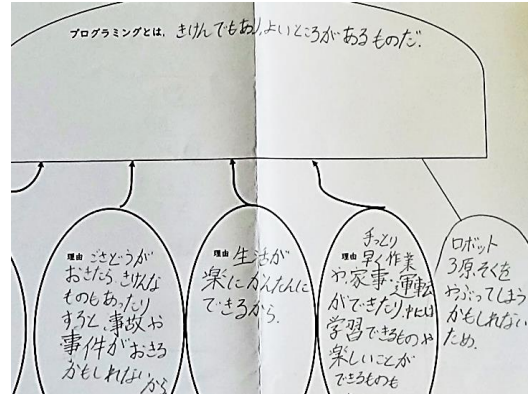 プログラミングとは, きけんでもあり,よいところがあるものだ.
理由 ごさどうが
おきたら,きけんな
ものもあったり
すると,事故や
事件がおきる
かもしれないから
理由 生活が
楽にかんたんに
できるから.
手っとり
理由 早く作業
や,家事,運転
ができたり,中には
学習できるものや
楽しいことが
できるものも
ロボット
3原そくを
やぶってしまう
かもしれない
ため.